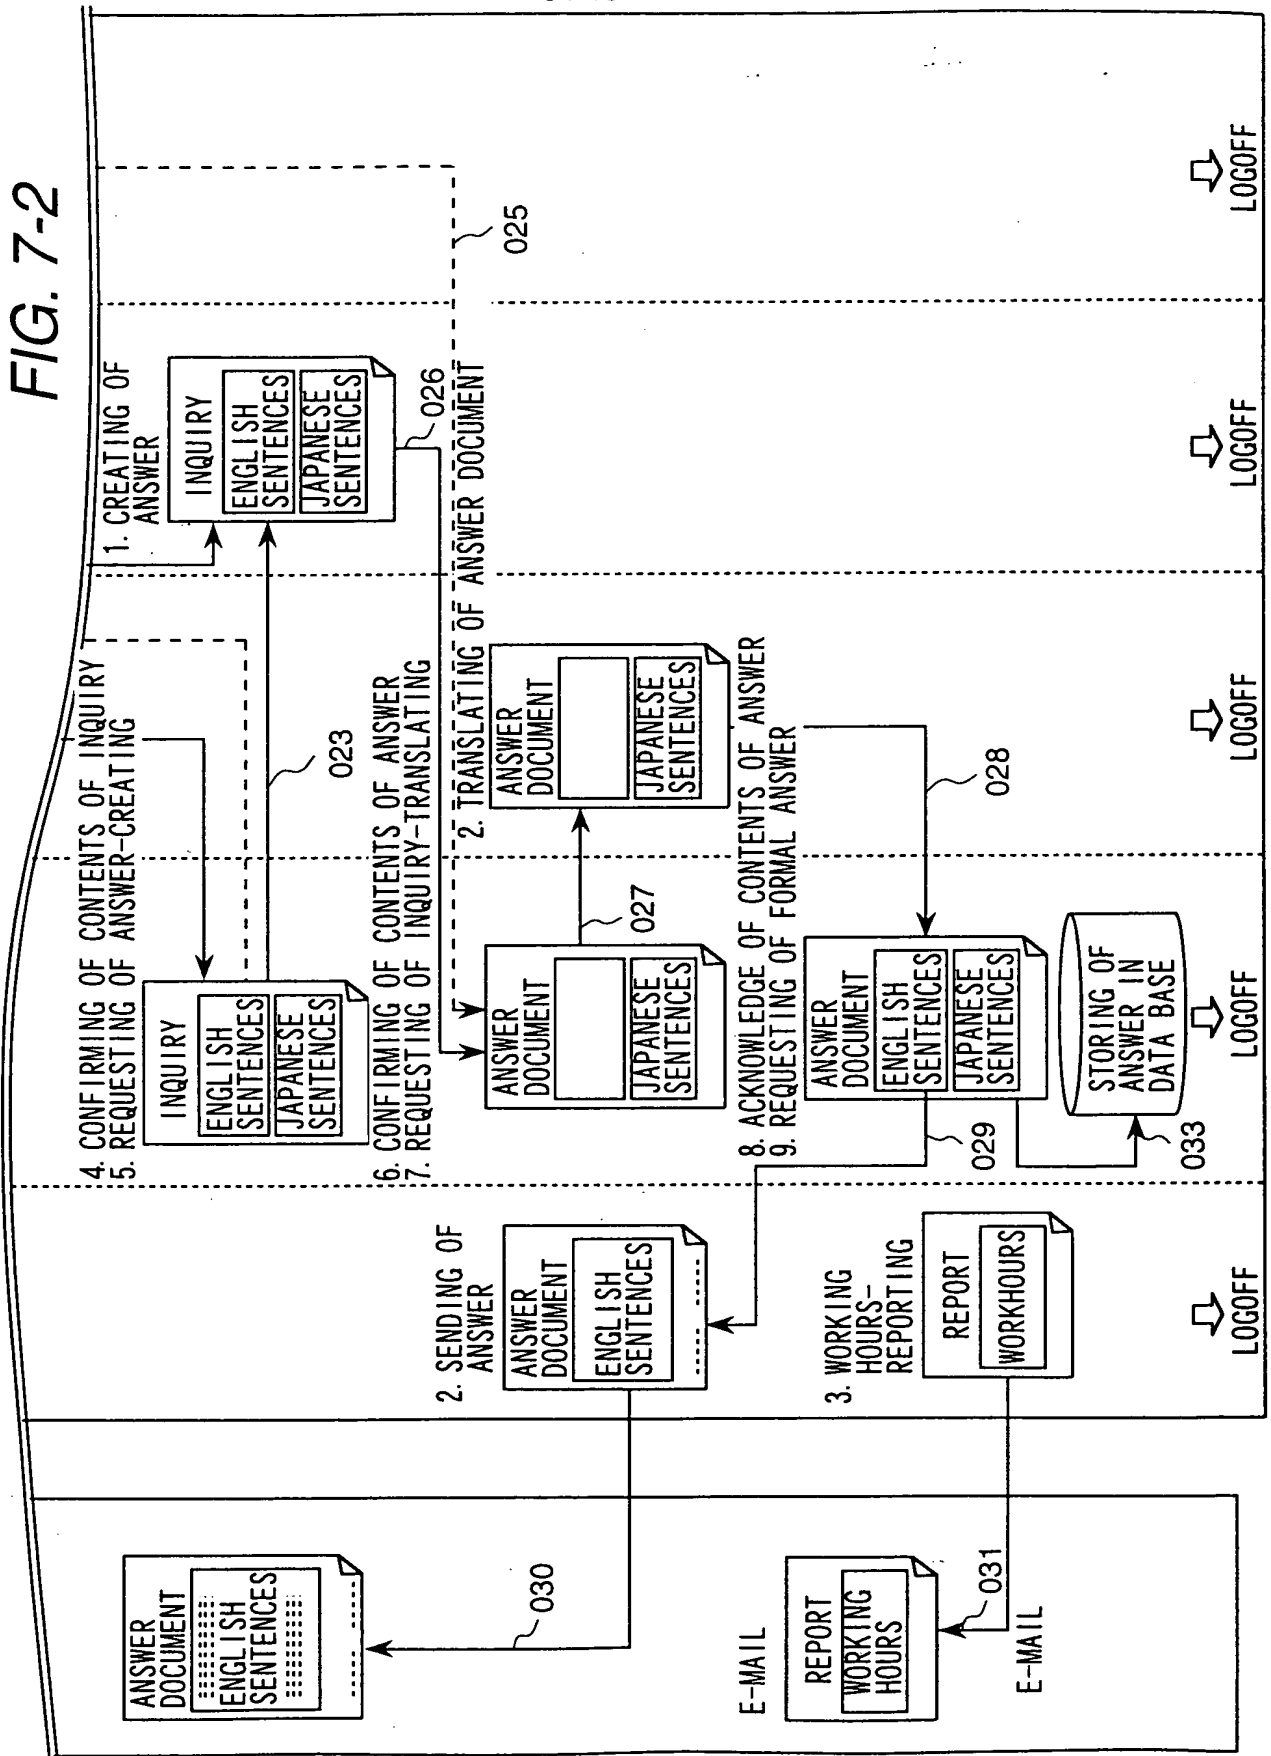 FIG. 7-2
ANSWER
DOCUMENT
ENGLISH
SENTENCES
030
E-MAIL
REPORT
WORKING
HOURS
031
E-MAIL
2. SENDING OF
ANSWER
ANSWER
DOCUMENT
ENGLISH
SENTENCES
3. WORKING
HOURS-
REPORTING
REPORT
WORKHOURS
LOGOFF
4. CONFIRMING OF CONTENTS OF INQUIRY
5. REQUESTING OF ANSWER-CREATING
INQUIRY
ENGLISH
SENTENCES
JAPANESE
SENTENCES
023
6. CONFIRMING OF CONTENTS OF ANSWER
7. REQUESTING OF INQUIRY-TRANSLATING
ANSWER
DOCUMENT
JAPANESE
SENTENCES
027
8. ACKNOWLEDGE OF CONTENTS OF ANSWER
9. REQUESTING OF FORMAL ANSWER
ANSWER
DOCUMENT
ENGLISH
SENTENCES
JAPANESE
SENTENCES
029
STORING OF
ANSWER IN
DATA BASE
033
LOGOFF
2. TRANSLATING OF ANSWER DOCUMENT
ANSWER
DOCUMENT
JAPANESE
SENTENCES
028
LOGOFF
1. CREATING OF
ANSWER
INQUIRY
ENGLISH
SENTENCES
JAPANESE
SENTENCES
026
LOGOFF
025
LOGOFF